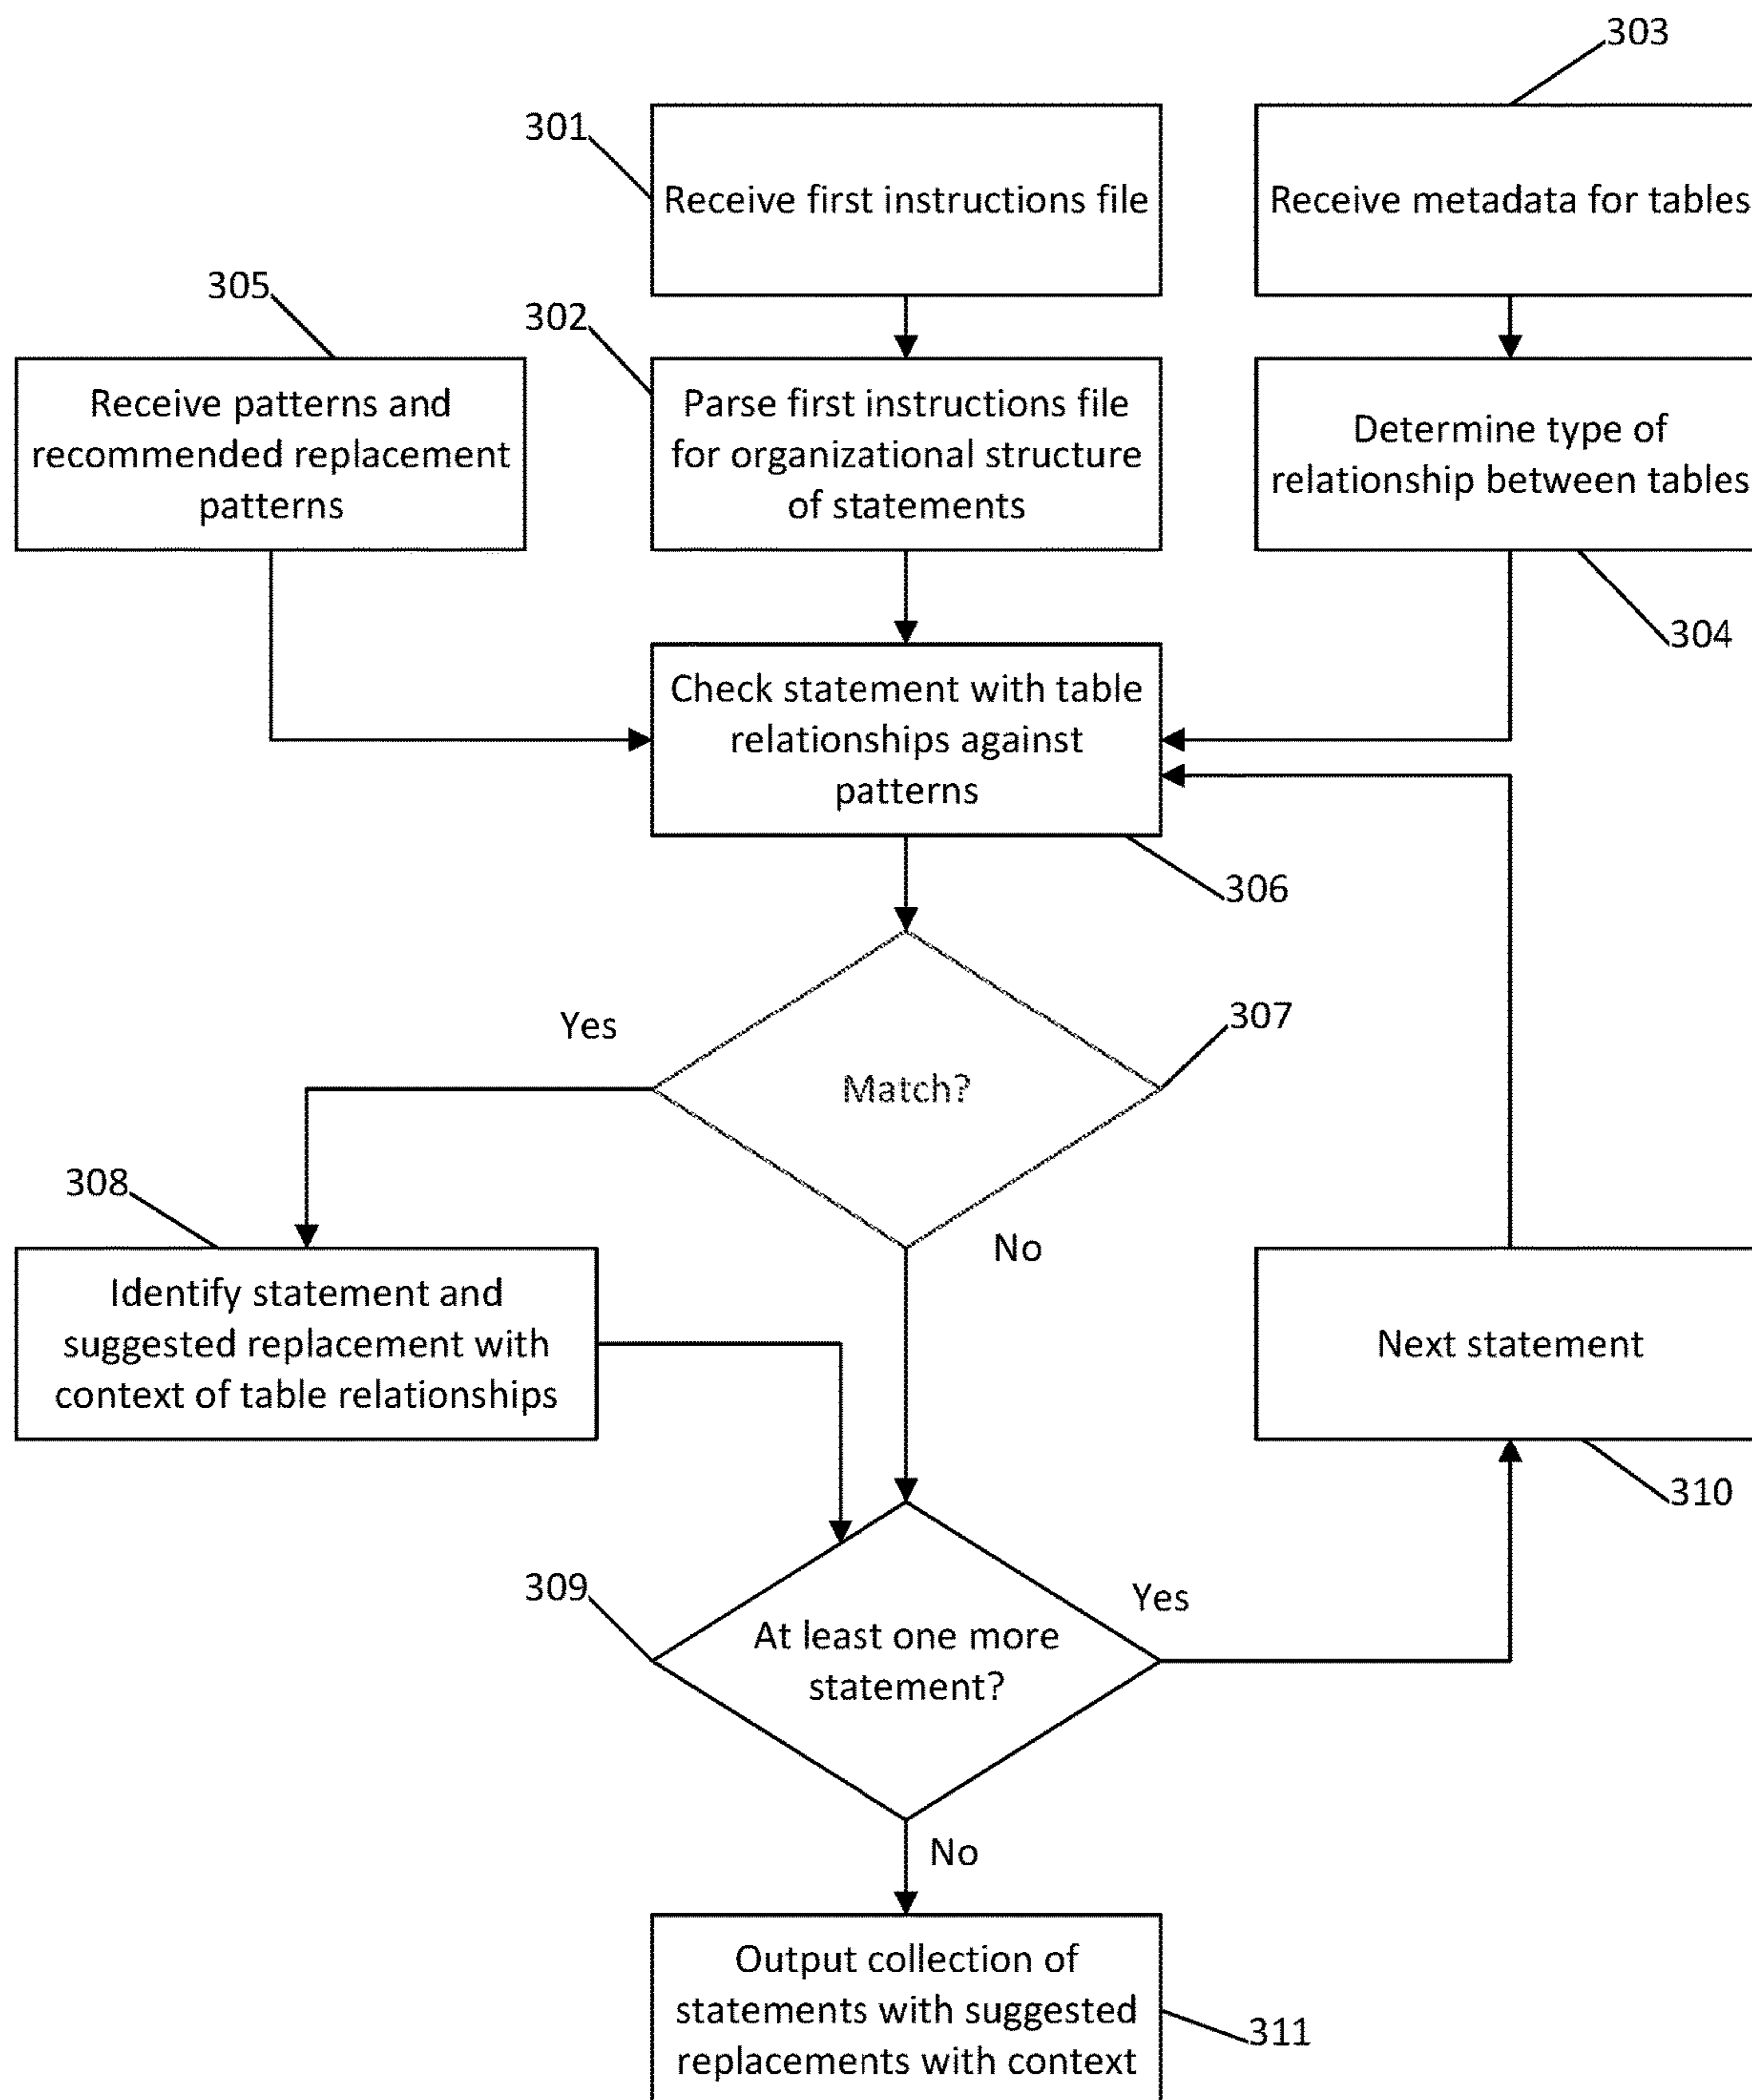 303
301
Receive first instructions file
Receive metadata for tables
305
302
Receive patterns and
recommended replacement
patterns
Parse first instructions file
for organizational structure
of statements
Determine type of
relationship between tables
304
Check statement with table
relationships against
patterns
306
Yes
307
Match?
308
No
Identify statement and
suggested replacement with
context of table relationships
Next statement
310
309
Yes
At least one more
statement?
No
Output collection of
statements with suggested
replacements with context
311